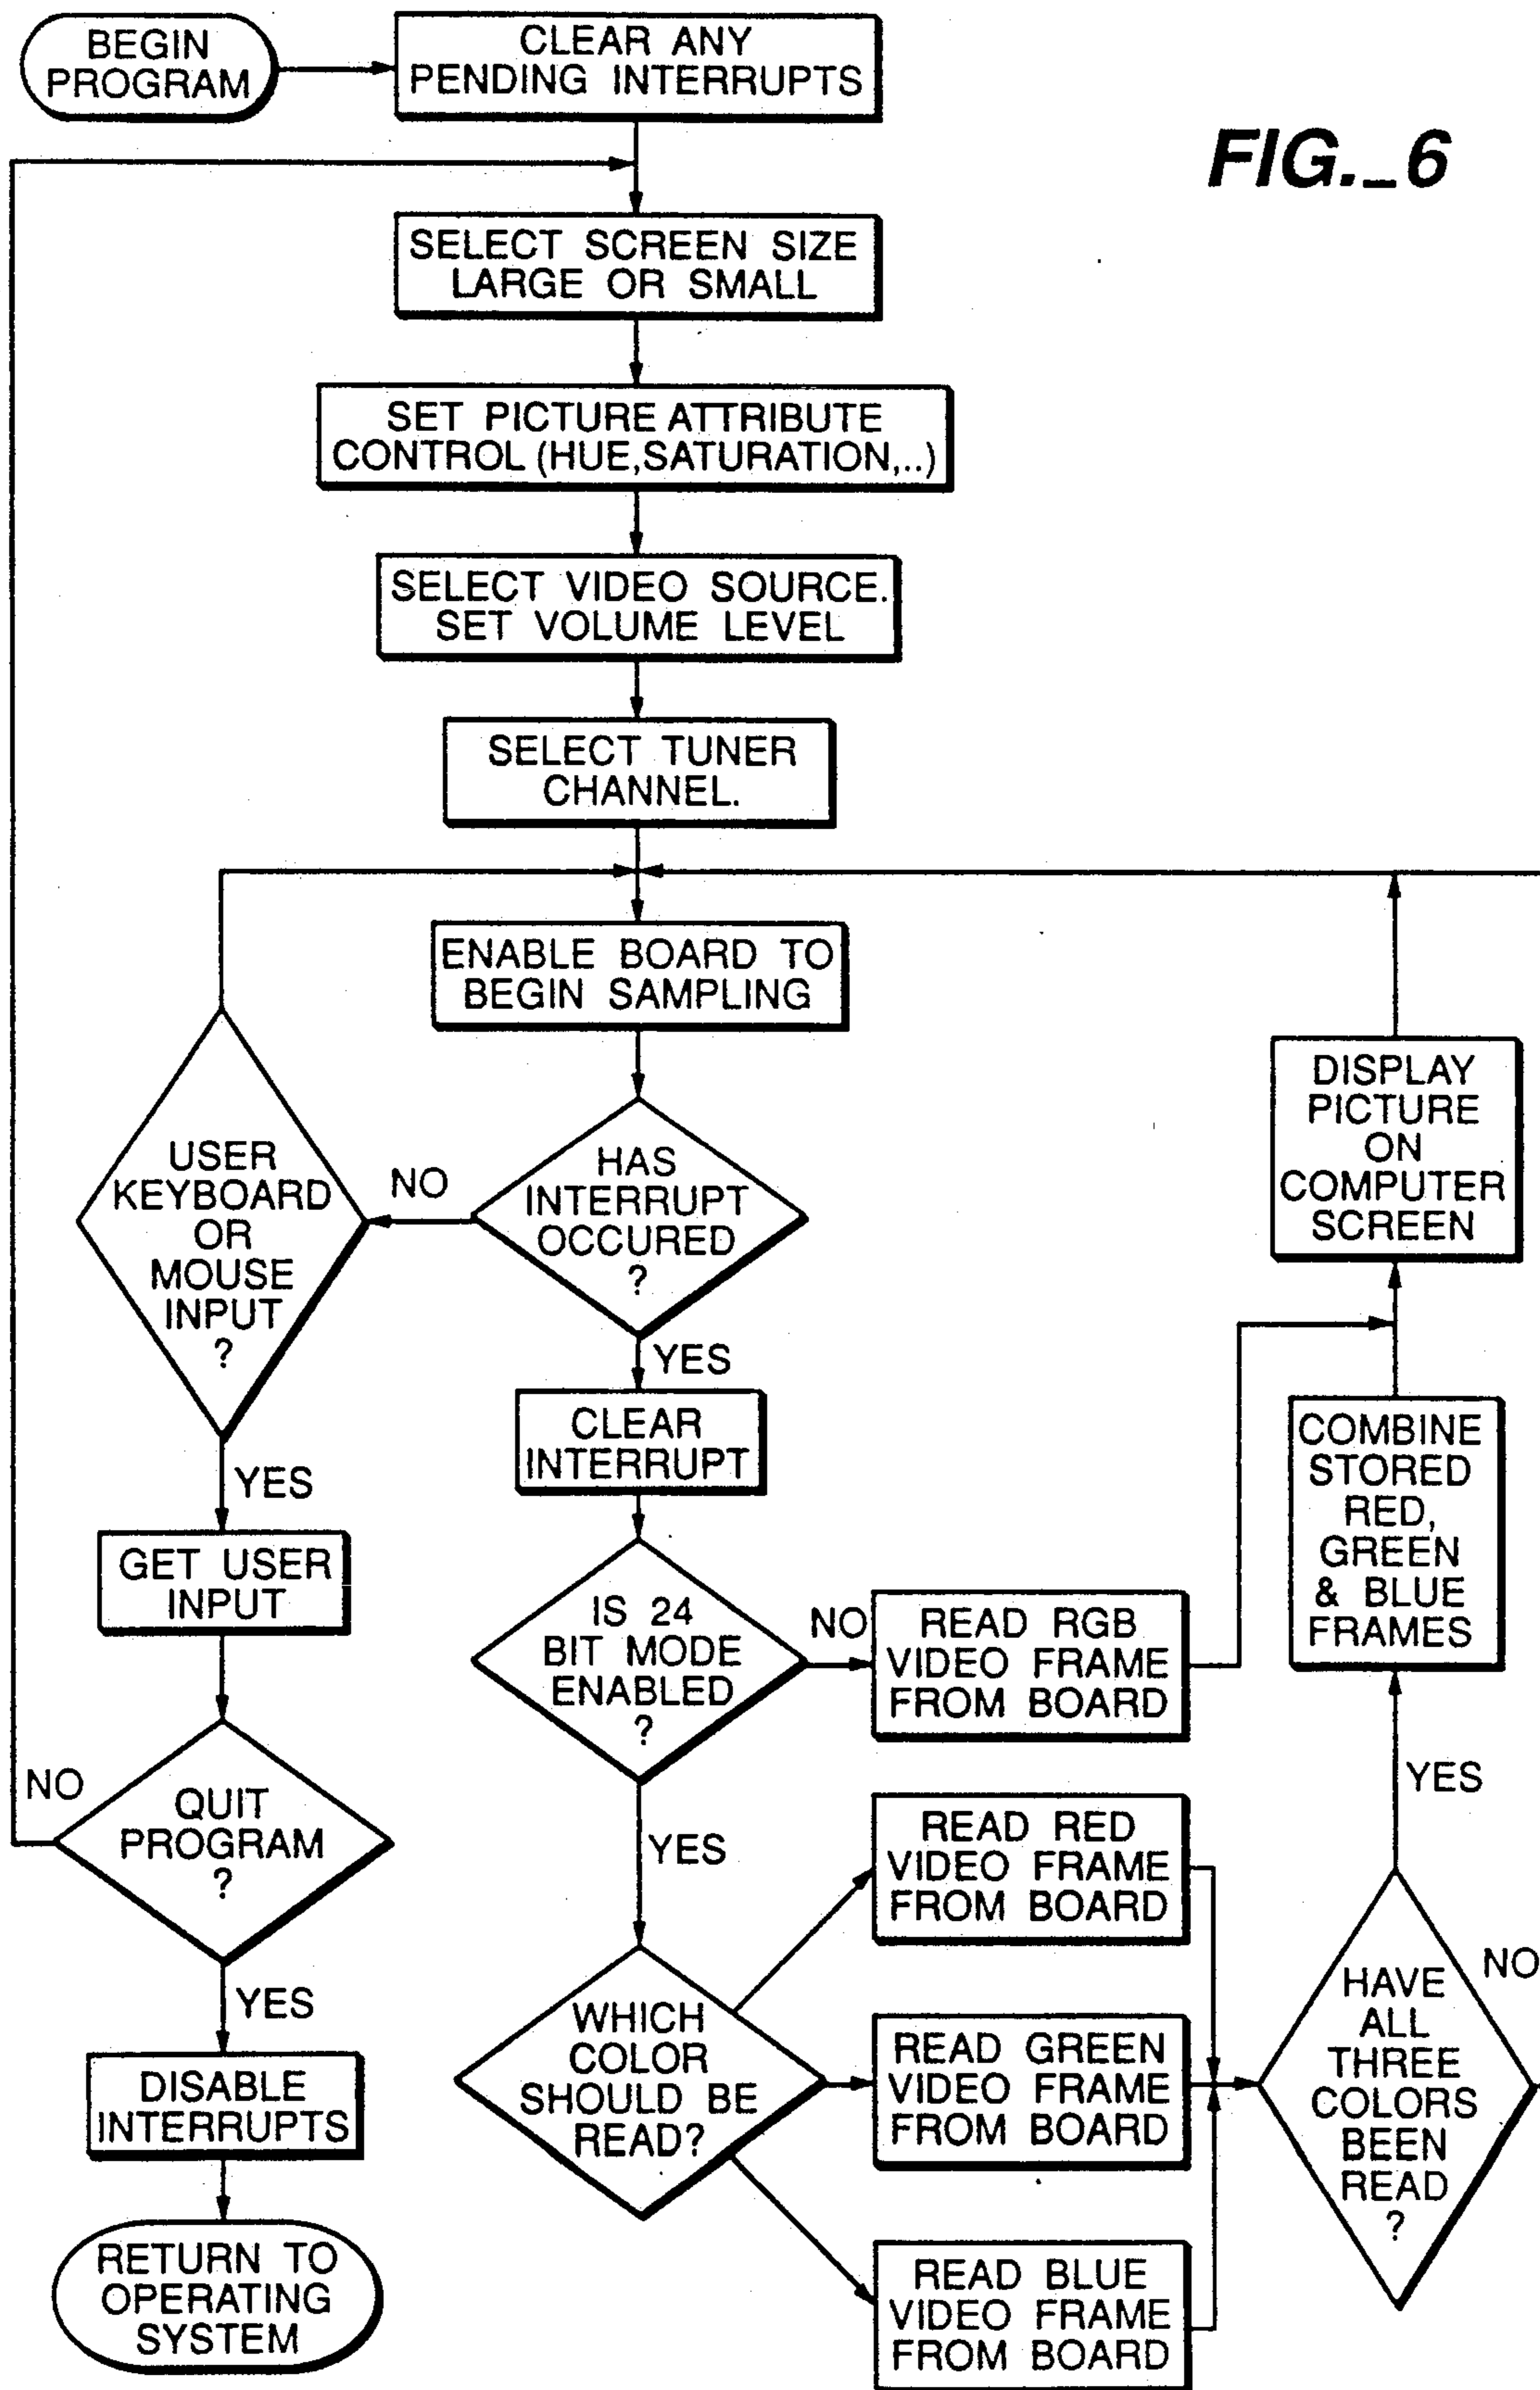 BEGIN
PROGRAM
CLEAR ANY
PENDING INTERRUPTS
FIG._6
SELECT SCREEN SIZE
LARGE OR SMALL
SET PICTURE ATTRIBUTE
CONTROL (HUE,SATURATION,..)
SELECT VIDEO SOURCE.
SET VOLUME LEVEL
SELECT TUNER
CHANNEL.
ENABLE BOARD TO
BEGIN SAMPLING
HAS
INTERRUPT
OCCURED
?
NO
USER
KEYBOARD
OR
MOUSE
INPUT
?
YES
GET USER
INPUT
QUIT
PROGRAM
?
NO
YES
DISABLE
INTERRUPTS
RETURN TO
OPERATING
SYSTEM
YES
CLEAR
INTERRUPT
IS 24
BIT MODE
ENABLED
?
NO
READ RGB
VIDEO FRAME
FROM BOARD
YES
WHICH
COLOR
SHOULD BE
READ?
READ RED
VIDEO FRAME
FROM BOARD
READ GREEN
VIDEO FRAME
FROM BOARD
READ BLUE
VIDEO FRAME
FROM BOARD
HAVE
ALL
THREE
COLORS
BEEN
READ
?
NO
YES
COMBINE
STORED
RED,
GREEN
& BLUE
FRAMES
DISPLAY
PICTURE
ON
COMPUTER
SCREEN